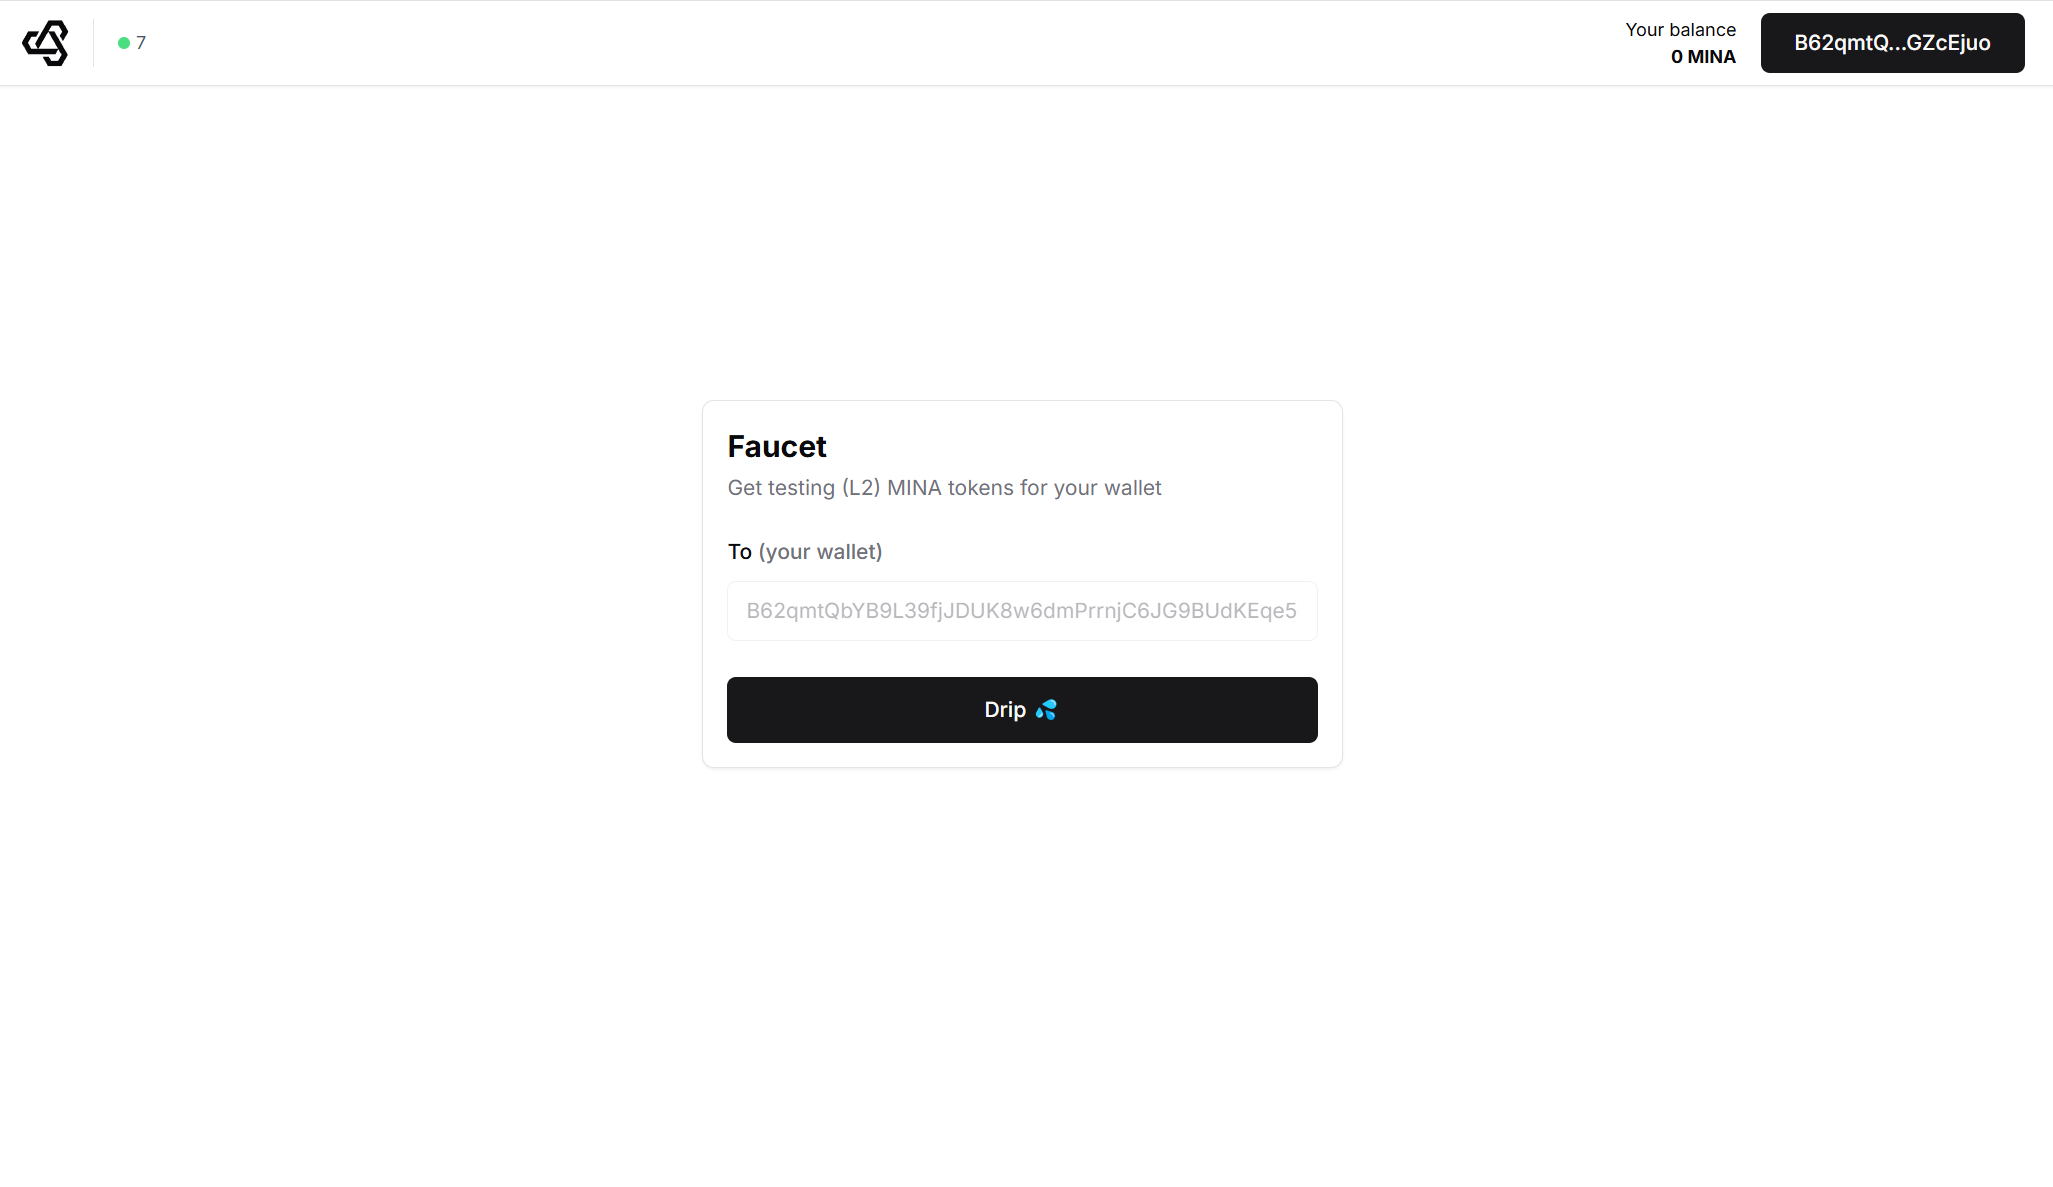 7
Your balance
0 MINA
B62qmtQ...GZcEjuo
Faucet
Get testing (L2) MINA tokens for your wallet
To (your wallet)
B62qmtQbYB9L39fjJDUK8w6dmPrrnjC6JG9BUdKEqe5
Drip 💦